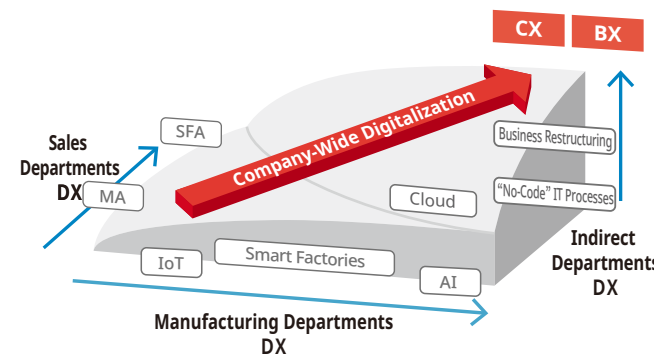 CX
BX
Company-Wide Digitalization
SFA
Sales
Departments
DX
MA
Business Restructuring
"No-Code" IT Processes
Cloud
IoT
Smart Factories
AI
Indirect
Departments
DX
Manufacturing Departments
DX